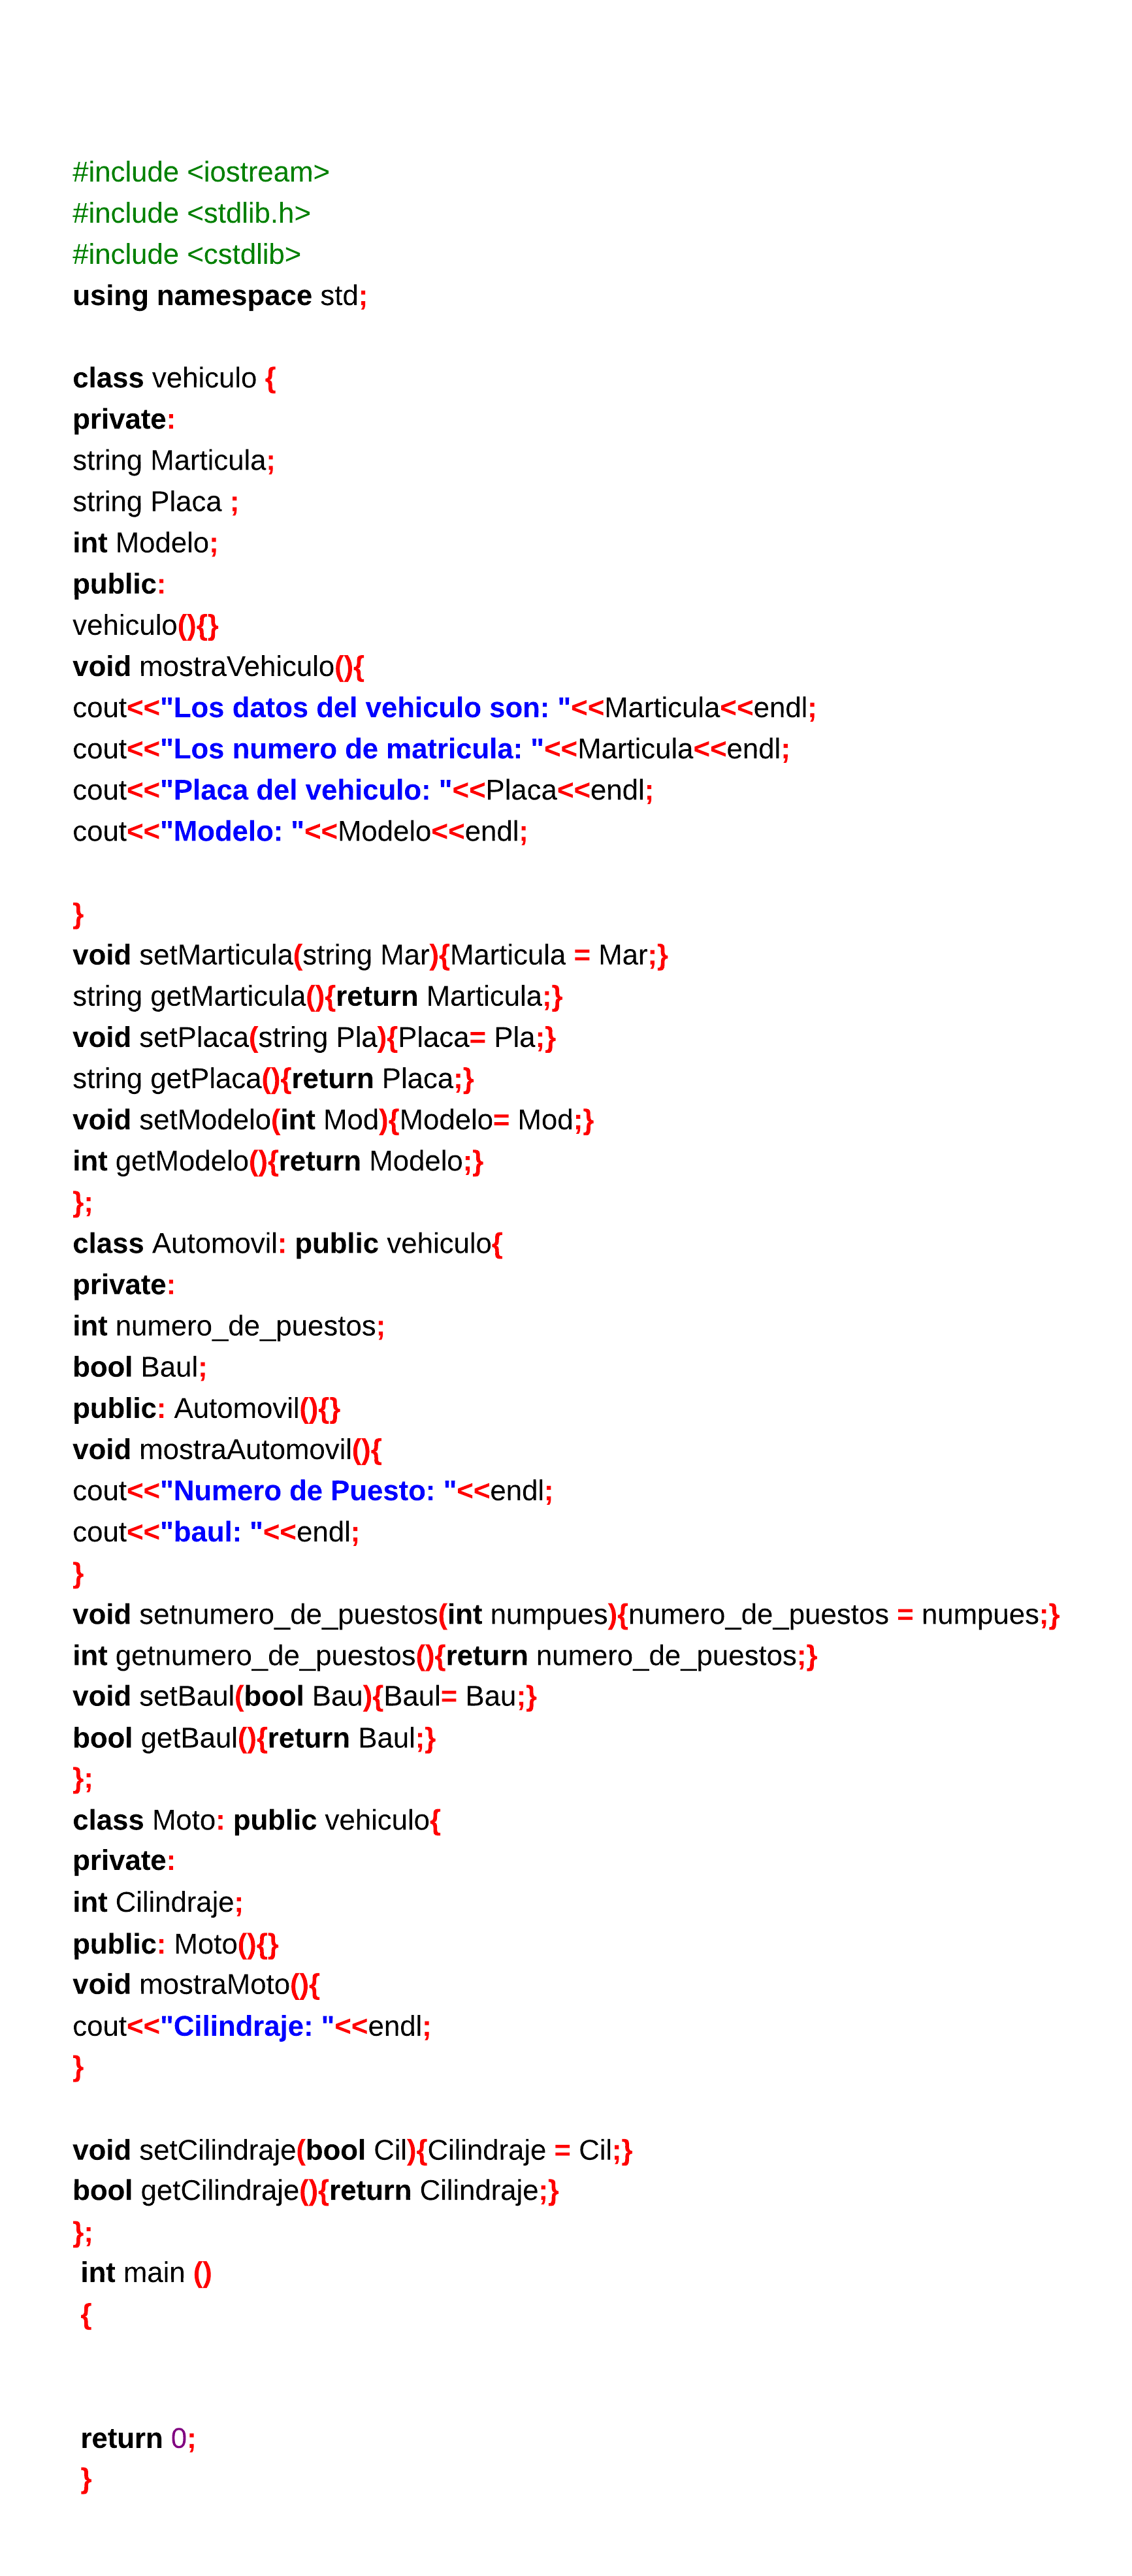 #include <iostream>
#include <stdlib.h>
#include <cstdlib>
using namespace std;
class vehiculo {
private:
string Marticula;
string Placa ;
int Modelo;
public:
vehiculo(){}
void mostraVehiculo(){
cout<<"Los datos del vehiculo son: "<<Marticula<<endl;
cout<<"Los numero de matricula: "<<Marticula<<endl;
cout<<"Placa del vehiculo: "<<Placa<<endl;
cout<<"Modelo: "<<Modelo<<endl;
}
void setMarticula(string Mar){Marticula = Mar;}
string getMarticula(){return Marticula;}
void setPlaca(string Pla){Placa= Pla;}
string getPlaca(){return Placa;}
void setModelo(int Mod){Modelo= Mod;}
int getModelo(){return Modelo;}
};
class Automovil: public vehiculo{
private:
int numero_de_puestos;
bool Baul;
public: Automovil(){}
void mostraAutomovil(){
cout<<"Numero de Puesto: "<<endl;
cout<<"baul: "<<endl;
}
void setnumero_de_puestos(int numpues){numero_de_puestos = numpues;}
int getnumero_de_puestos(){return numero_de_puestos;}
void setBaul(bool Bau){Baul= Bau;}
bool getBaul(){return Baul;}
};
class Moto: public vehiculo{
private:
int Cilindraje;
public: Moto(){}
void mostraMoto(){
cout<<"Cilindraje: "<<endl;
}
void setCilindraje(bool Cil){Cilindraje = Cil;}
bool getCilindraje(){return Cilindraje;}
};
int main ()
{
return 0;
}